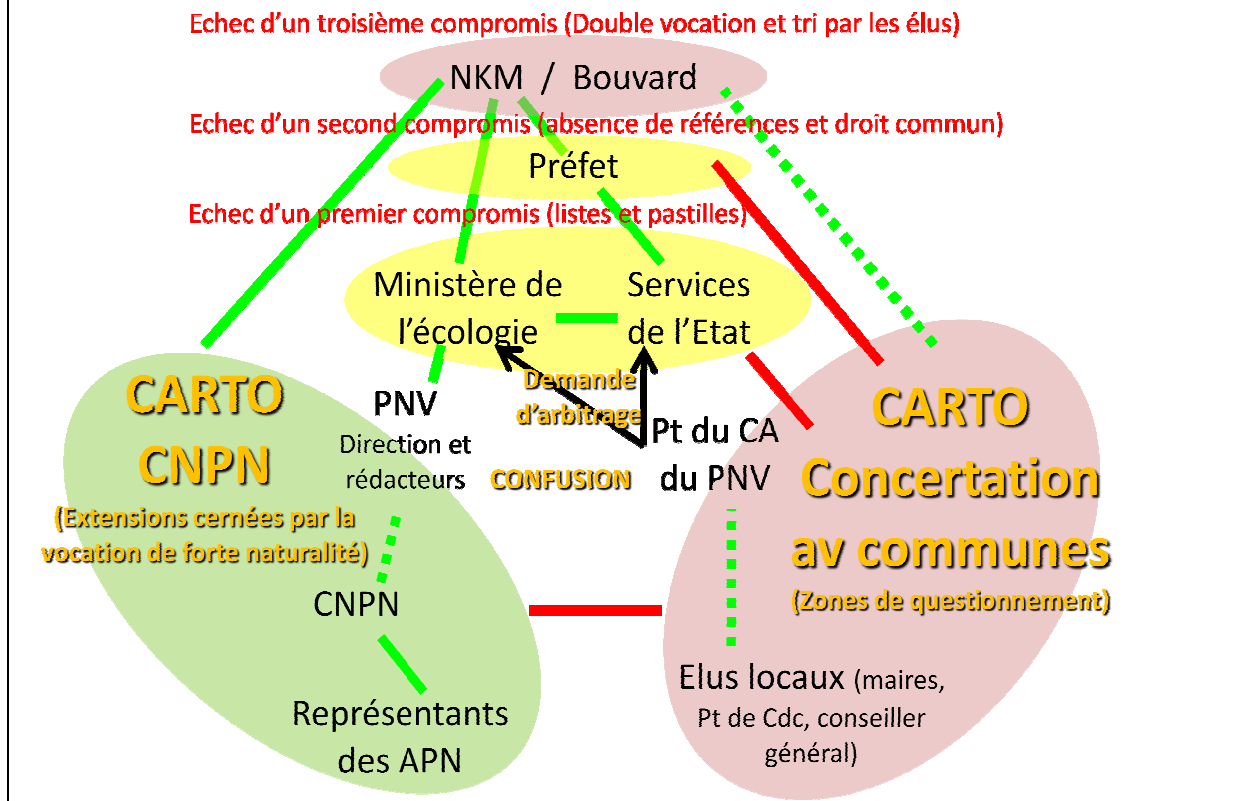 Echec d’un troisième compromis (Double vocation et tri par les élus)
NKM / Bouvard
Echec d’un second compromis (absence de références et droit commun)
Préfet
Echec d’un premier compromis (listes et pastilles)
Ministère de
l’écologie
Services
de l’Etat
CARTO
CNPN
(Extensions cernées par la
vocation de forte naturalité)
PNV
Direction et
rédacteurs
Demande
d’arbitrage
CONFUSION
Pt du CA
du PNV
CARTO
Concertation
av communes
(Zones de questionnement)
CNPN
Représentants
des APN
Elus locaux (maires,
Pt de Cdc, conseiller
général)